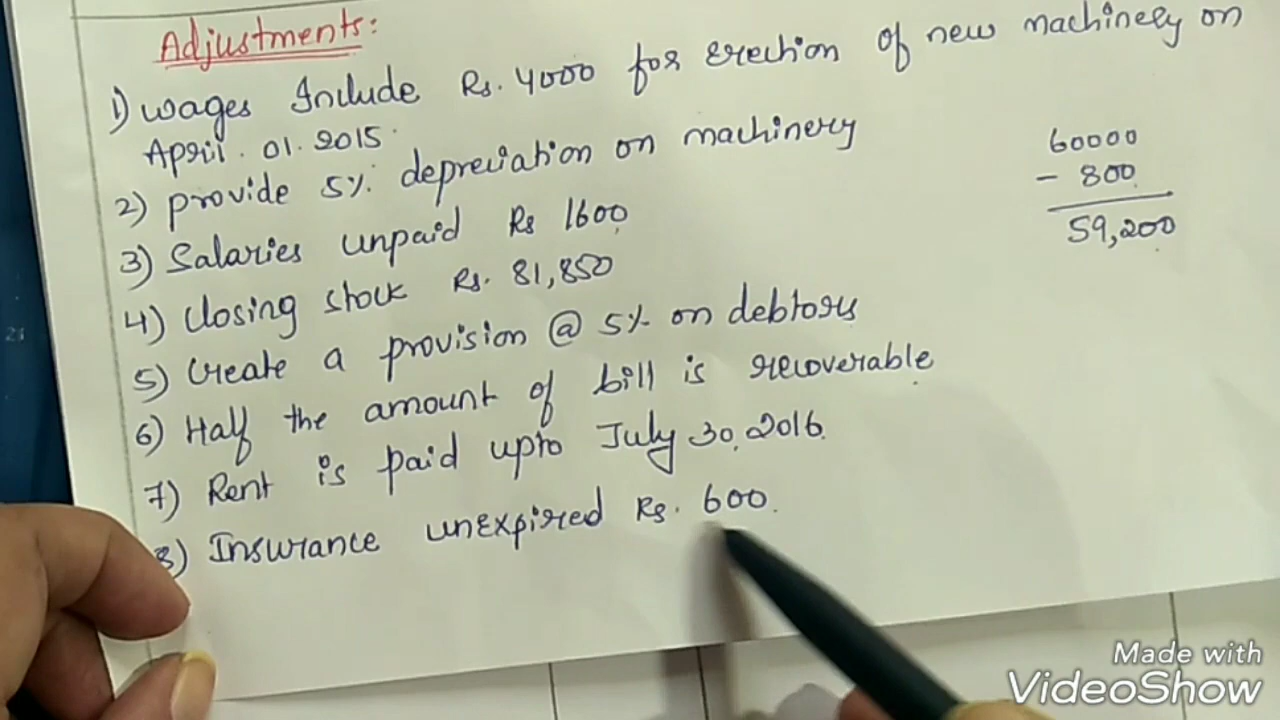 Adjustments:
1) wages Include Rs. 4000 for erection of new machinery on
April. 01. 2015.
2) provide 5% depreciation on machinery
3) Salaries unpaid Rs 1600
4) closing stock Rs. 81,850
5) Create a provision @ 5% on debtors
6) Half the amount of bill is recoverable
7) Rent is paid upto July 30, 2016.
8) Insurance unexpired Rs. 600.
60000
- 800
59,200
21
Made with
VideoShow